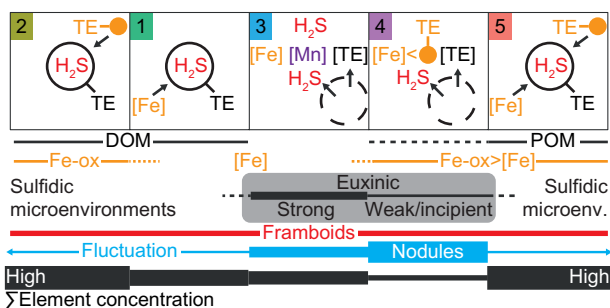 2 TE 1 3 H₂S 4 TE 5 TE
[Fe] [Mn] [TE] [Fe]< [TE]
H₂S H₂S H₂S H₂S H₂S
TE [Fe] TE [Fe] TE
DOM POM
Fe-ox [Fe] Fe-ox>[Fe]
Sulfidic Euxinic Sulfidic
microenvironments Strong Weak/incipient microenv.
Framboids
Fluctuation Nodules
High High
∑Element concentration